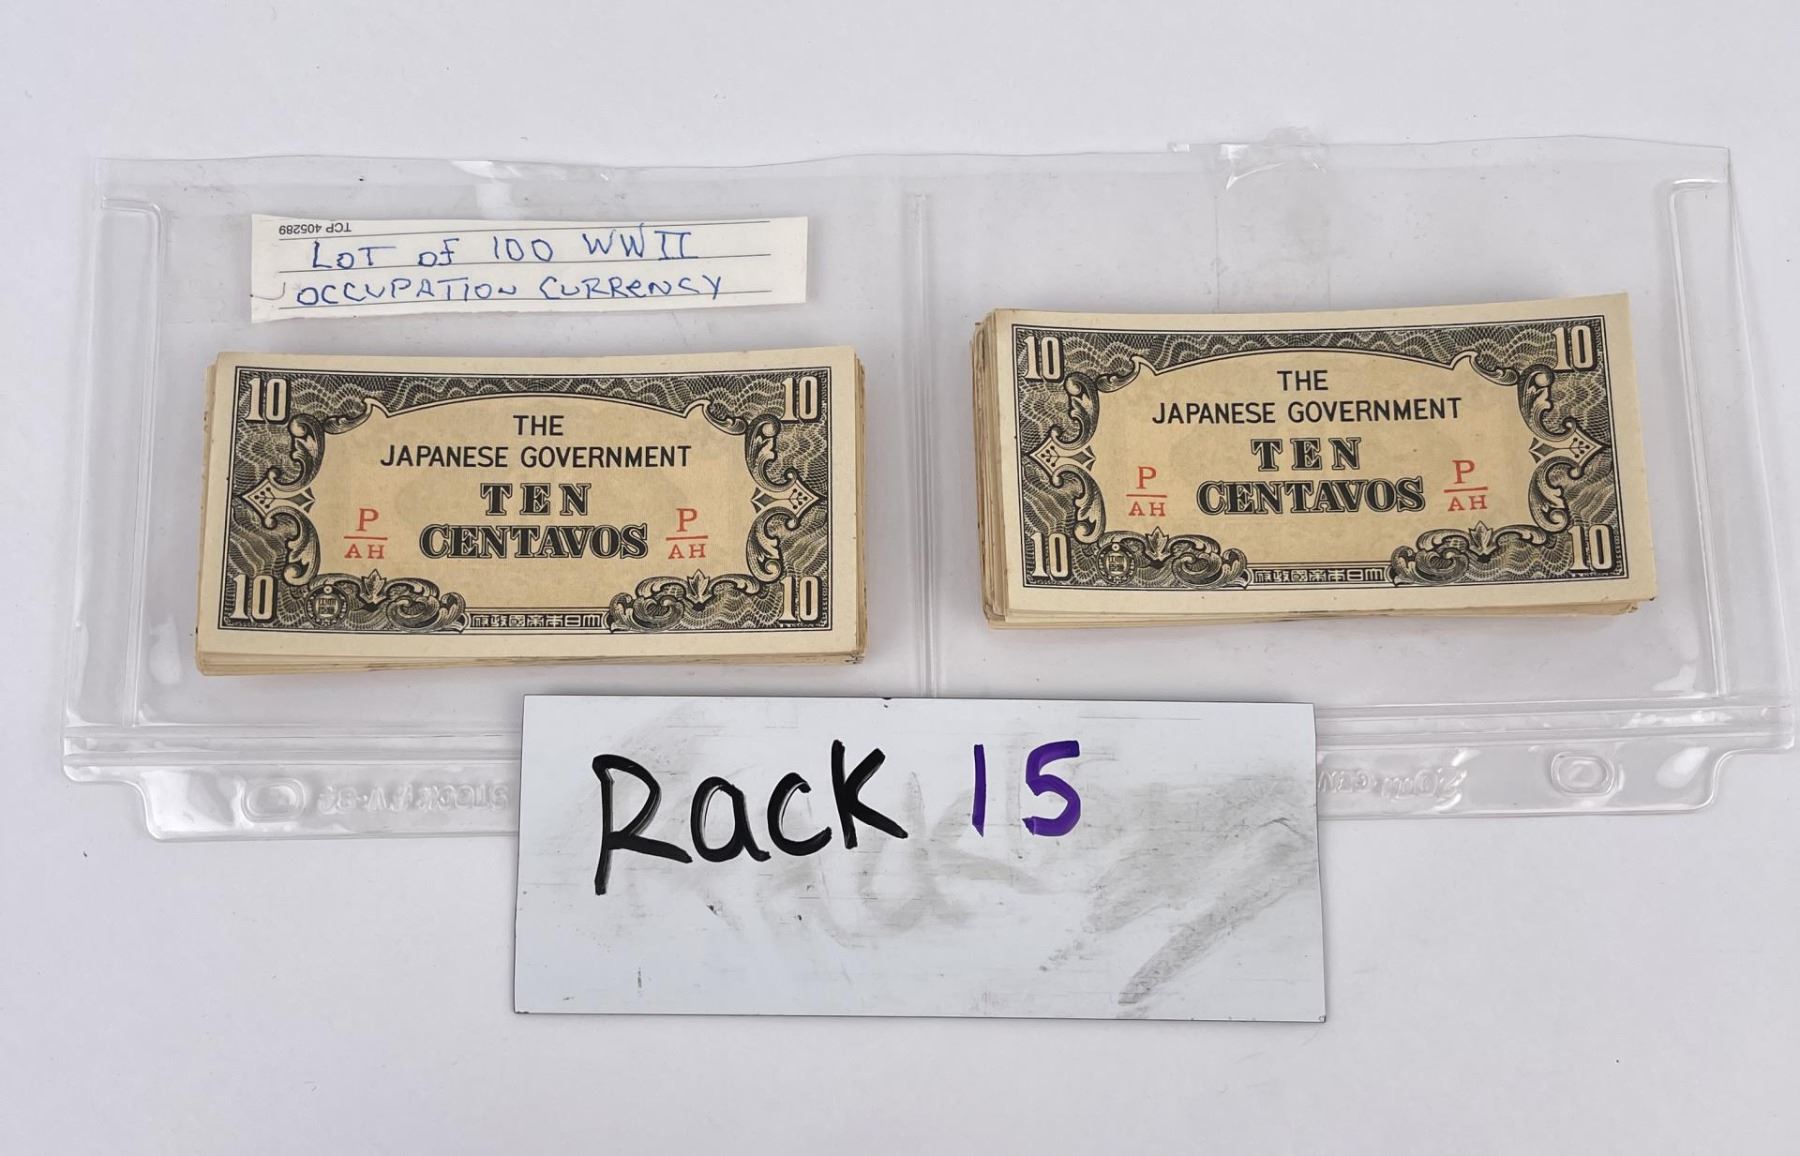 TCP 405289
LOT of 100 WWII
OCCUPATION CURRENCY
10 10
THE
JAPANESE GOVERNMENT
TEN
CENTAVOS
P P
AH AH
10 10
10 10
THE
JAPANESE GOVERNMENT
TEN
CENTAVOS
P P
AH AH
10 10
Rack 15